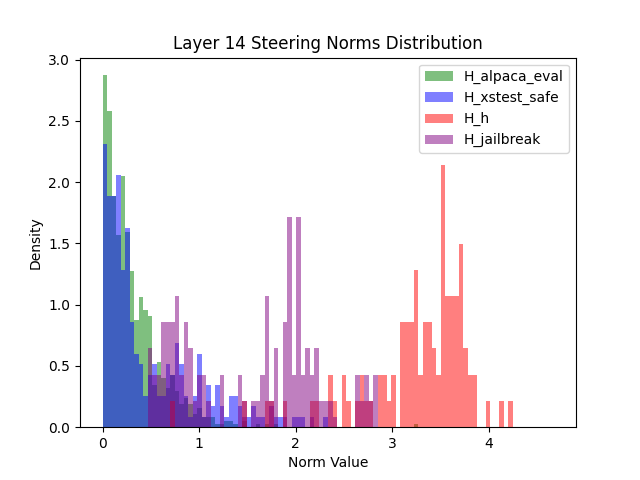 Layer 14 Steering Norms Distribution
3.0
2.5
2.0
1.5
1.0
0.5
0.0
Density
H_alpaca_eval
H_xstest_safe
H_h
H_jailbreak
0 1 2 3 4
Norm Value